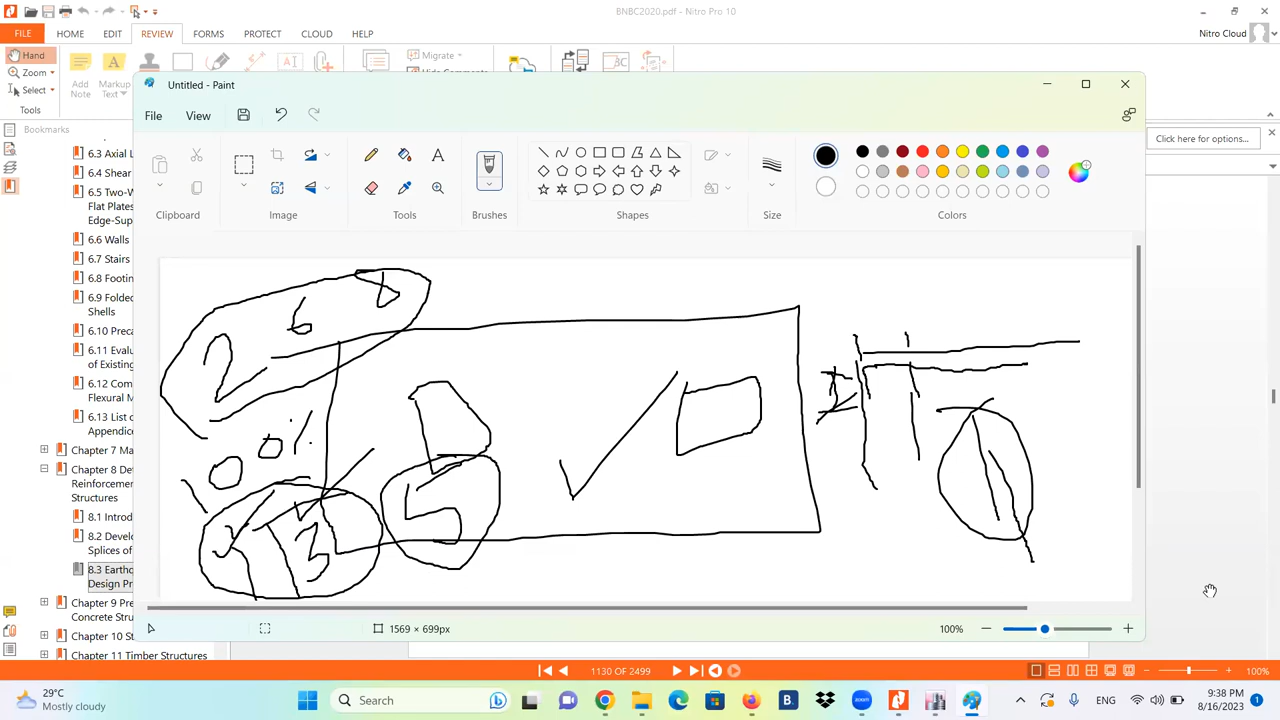 BNBC2020.pdf - Nitro Pro 10
FILE HOME EDIT REVIEW FORMS PROTECT CLOUD HELP Nitro Cloud
Hand
Zoom
Select
Tools
Add
Note
Markup
Text
Migrate
Click here for options...
Bookmarks
6.3 Axial L
6.4 Shear
6.5 Two-W
Flat Plates
Edge-Sup
6.6 Walls
6.7 Stairs
6.8 Footin
6.9 Folded
Shells
6.10 Preca
6.11 Evalu
of Existing
6.12 Com
Flexural M
6.13 List o
Appendic
Chapter 7 Ma
Chapter 8 Det
Reinforcemen
Structures
8.1 Introd
8.2 Develo
Splices of
8.3 Earthq
Design Pr
Chapter 9 Pre
Concrete Stru
Chapter 10 St
Chapter 11 Timber Structures
Untitled - Paint
File View
Clipboard Image Tools Brushes Shapes Size Colors
2 6
5
13
1569 × 699px
100%
1130 OF 2499
100%
29°C
Mostly cloudy
Search
ENG
9:38 PM
8/16/2023